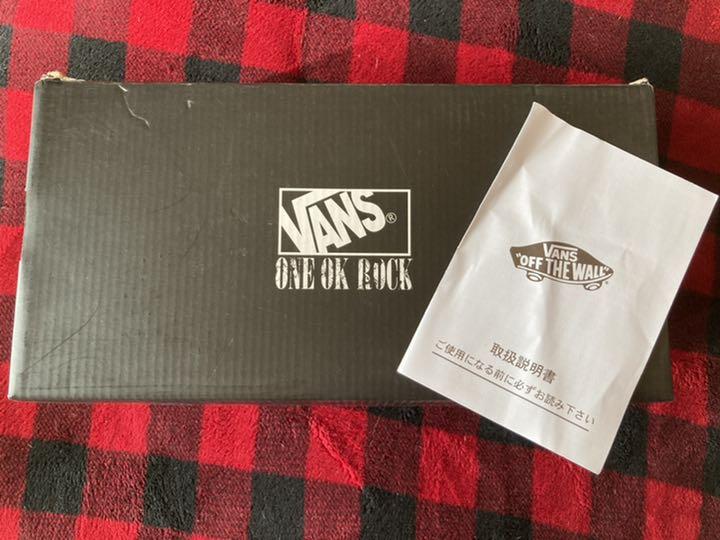 VANS®
ONE OK ROCK
VANS
"OFF THE WALL"
取扱説明書
ご使用になる前に必ずお読み下さい